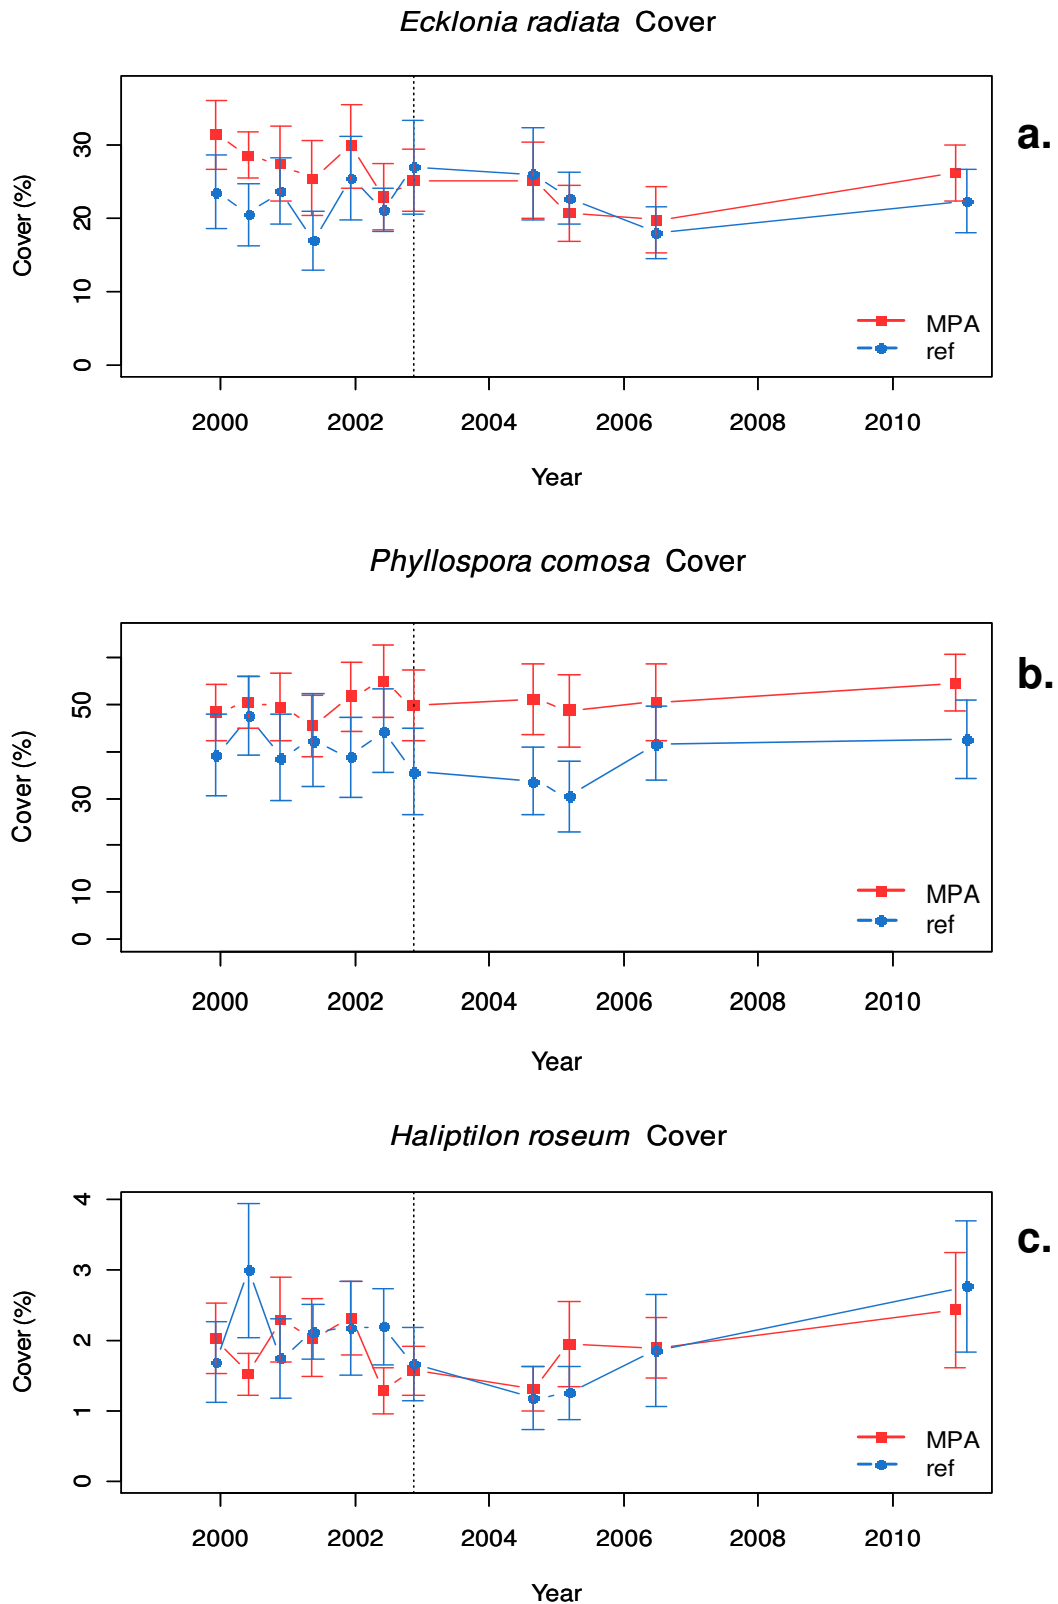 Ecklonia radiata Cover
a.
Cover (%)
30
20
10
0
MPA
ref
2000 2002 2004 2006 2008 2010
Year
Phyllospora comosa Cover
b.
Cover (%)
50
30
10
0
MPA
ref
2000 2002 2004 2006 2008 2010
Year
Haliptilon roseum Cover
c.
Cover (%)
4
3
2
1
0
MPA
ref
2000 2002 2004 2006 2008 2010
Year